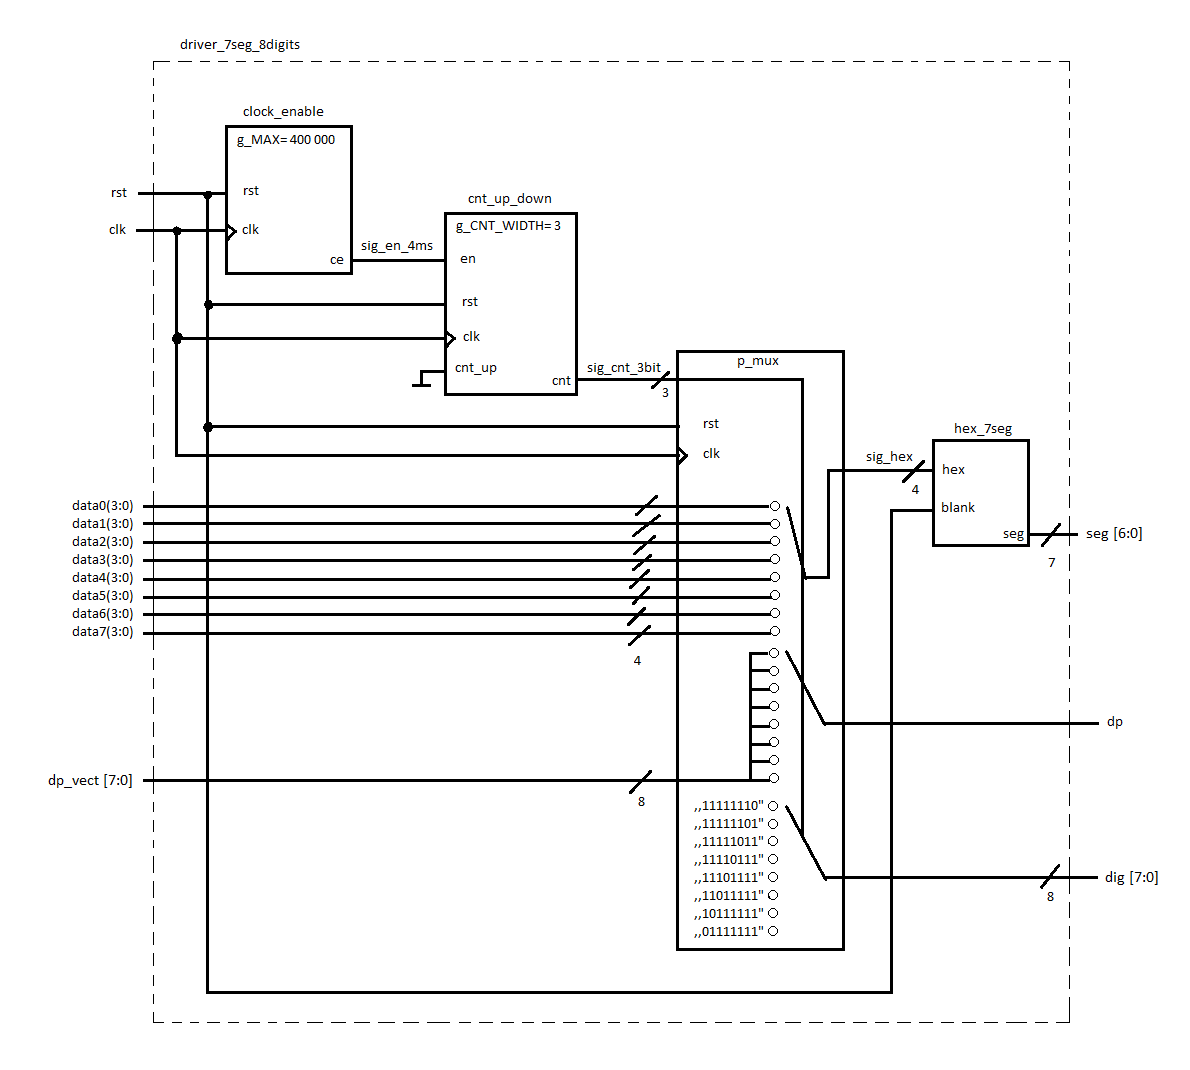 driver_7seg_8digits
clock_enable
g_MAX= 400 000
rst
rst
clk
clk
ce
sig_en_4ms
cnt_up_down
g_CNT_WIDTH= 3
en
rst
clk
cnt_up
cnt
sig_cnt_3bit
3
p_mux
rst
clk
hex_7seg
sig_hex
4
hex
blank
seg
seg [6:0]
7
data0(3:0)
data1(3:0)
data2(3:0)
data3(3:0)
data4(3:0)
data5(3:0)
data6(3:0)
data7(3:0)
4
dp
dp_vect [7:0]
8
,,11111110"
,,11111101"
,,11111011"
,,11110111"
,,11101111"
,,11011111"
,,10111111"
,,01111111"
dig [7:0]
8